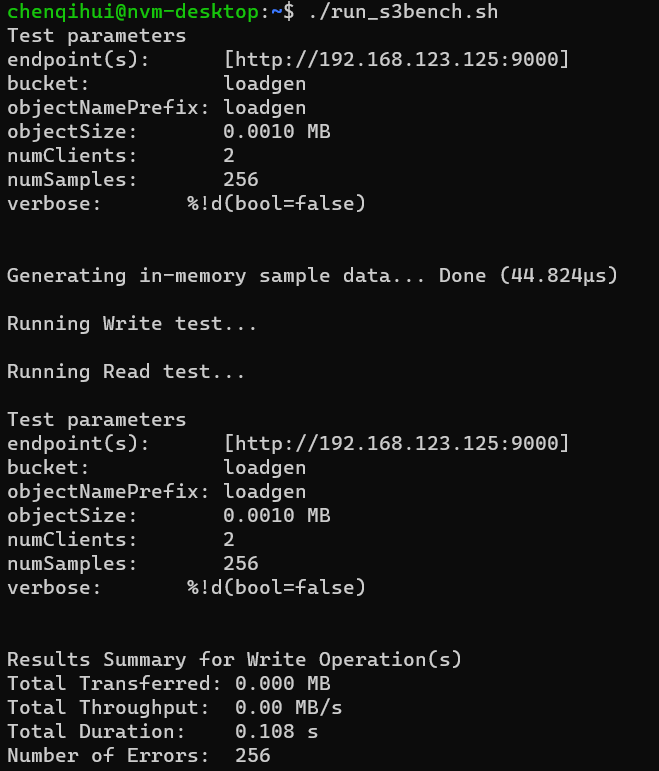 chenqihui@nvm-desktop:~$ ./run_s3bench.sh
Test parameters
endpoint(s):      [http://192.168.123.125:9000]
bucket:           loadgen
objectNamePrefix: loadgen
objectSize:       0.0010 MB
numClients:       2
numSamples:       256
verbose:       %!d(bool=false)
Generating in-memory sample data... Done (44.824µs)
Running Write test...
Running Read test...
Test parameters
endpoint(s):      [http://192.168.123.125:9000]
bucket:           loadgen
objectNamePrefix: loadgen
objectSize:       0.0010 MB
numClients:       2
numSamples:       256
verbose:       %!d(bool=false)
Results Summary for Write Operation(s)
Total Transferred: 0.000 MB
Total Throughput:  0.00 MB/s
Total Duration:    0.108 s
Number of Errors:  256